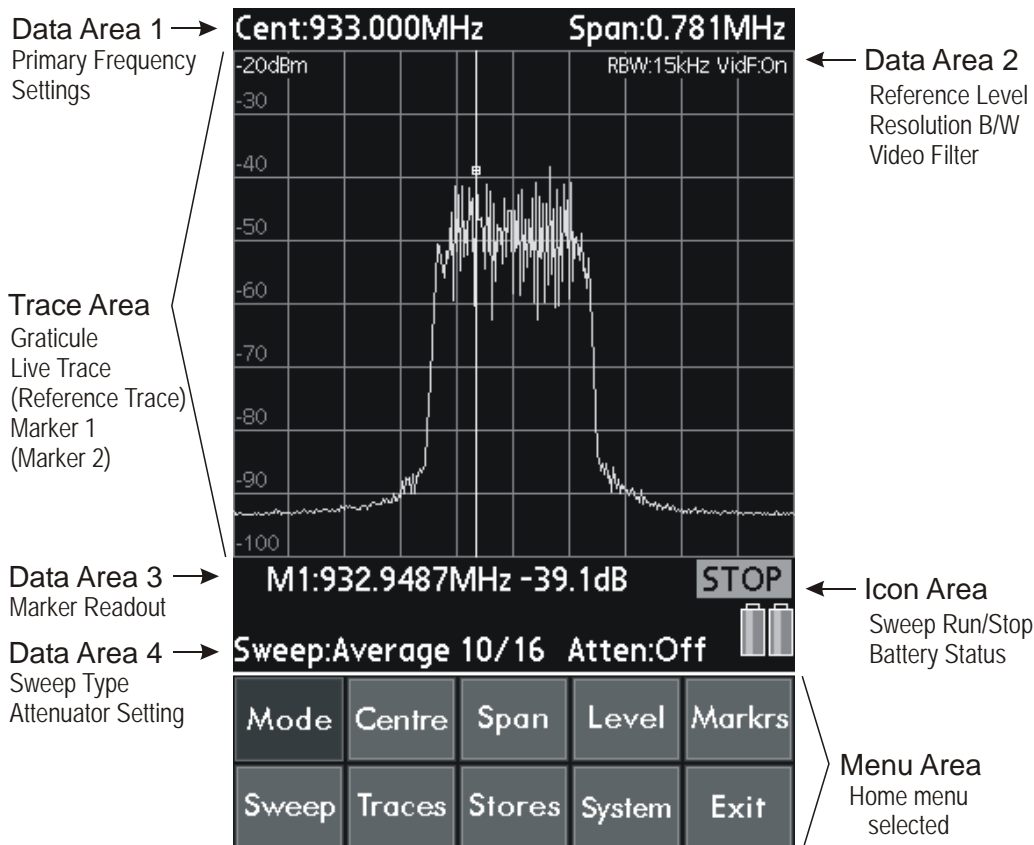 Data Area 1
Primary Frequency
Settings
Cent:933.000MHz Span:0.781MHz
-20dBm RBW:15kHz VidF:On
Data Area 2
Reference Level
Resolution B/W
Video Filter
-30
-40
-50
-60
-70
-80
-90
-100
Trace Area
Graticule
Live Trace
(Reference Trace)
Marker 1
(Marker 2)
Data Area 3
Marker Readout
M1:932.9487MHz -39.1dB STOP
Icon Area
Sweep Run/Stop
Battery Status
Data Area 4
Sweep Type
Attenuator Setting
Sweep:Average 10/16 Atten:Off
Mode Centre Span Level Markrs
Sweep Traces Stores System Exit
Menu Area
Home menu
selected